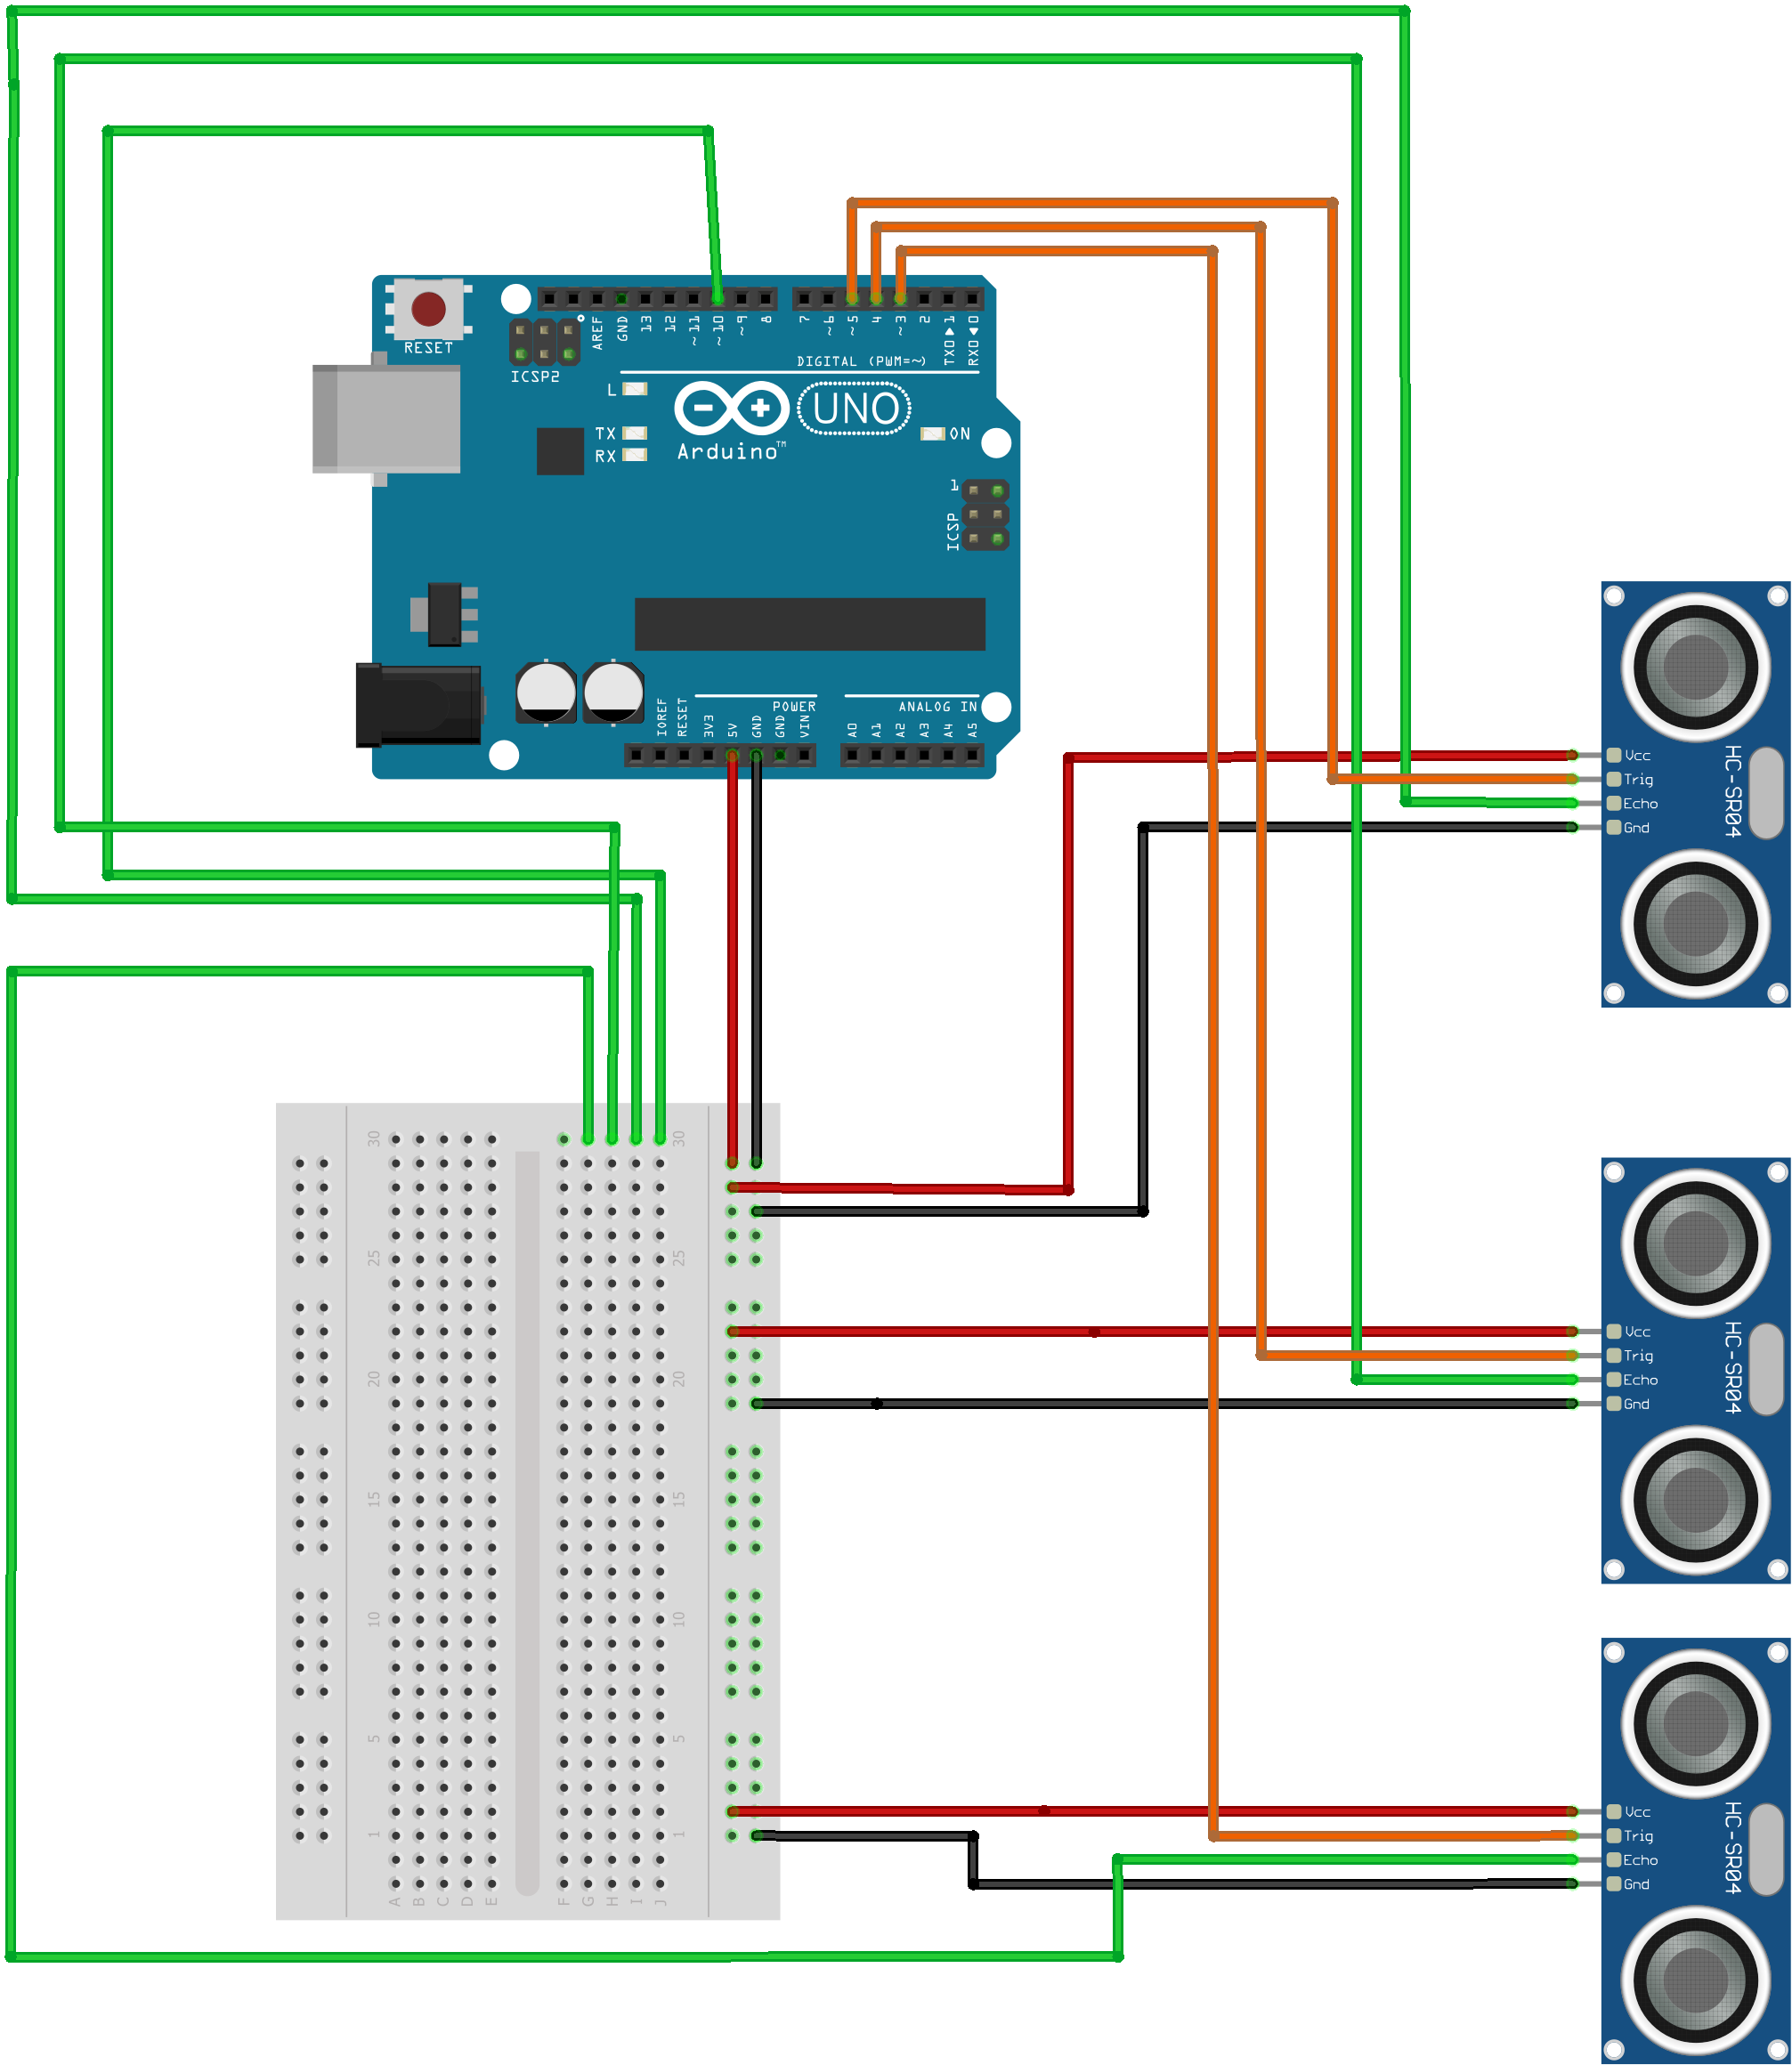 RESET
ICSP2
AREF
GND
13
12
~11
~10
~9
8
7
~6
~5
4
~3
2
TX0▶1
RX0◀0
DIGITAL (PWM=~)
L
TX
RX
Arduino™
UNO
ON
1
ICSP
IOREF
RESET
3V3
5V
GND
GND
VIN
POWER
ANALOG IN
A0
A1
A2
A3
A4
A5
Vcc
Trig
Echo
Gnd
HC-SR04
30
30
25
25
20
20
15
15
10
10
5
5
1
1
A B C D E F G H I J
Vcc
Trig
Echo
Gnd
HC-SR04
Vcc
Trig
Echo
Gnd
HC-SR04